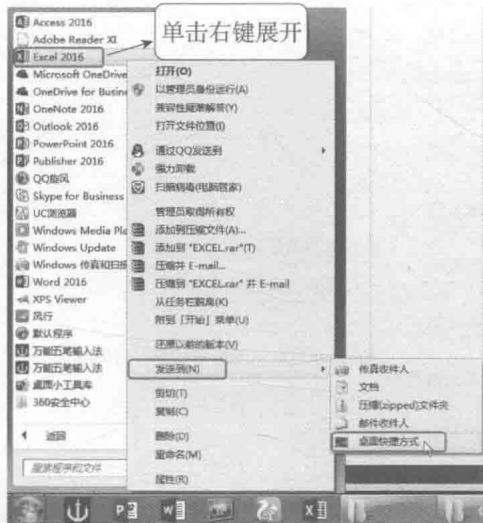 Access 2016
Adobe Reader XI
Excel 2016
单击右键展开
Microsoft OneDrive
OneDrive for Busin
OneNote 2016
Outlook 2016
PowerPoint 2016
Publisher 2016
QQ旋风
Skype for Business
UC浏览器
Windows Media Pla
Windows Update
Windows 传真和扫描
Word 2016
XPS Viewer
风行
默认程序
万能五笔输入法
万能五笔输入法
桌面小工具库
360安全中心
返回
搜索程序和文件
打开(O)
以管理员身份运行(A)
兼容性疑难解答(Y)
打开文件位置(I)
通过QQ发送到
强力卸载
扫描病毒(电脑管家)
管理员取得所有权
添加到压缩文件(A)...
添加到 "EXCEL.rar"(T)
压缩并 E-mail...
压缩到 "EXCEL.rar" 并 E-mail
从任务栏脱离(K)
附到「开始」菜单(U)
还原以前的版本(V)
发送到(N)
剪切(T)
复制(C)
删除(D)
重命名(M)
属性(R)
传真收件人
文档
压缩(zipped)文件夹
邮件收件人
桌面快捷方式